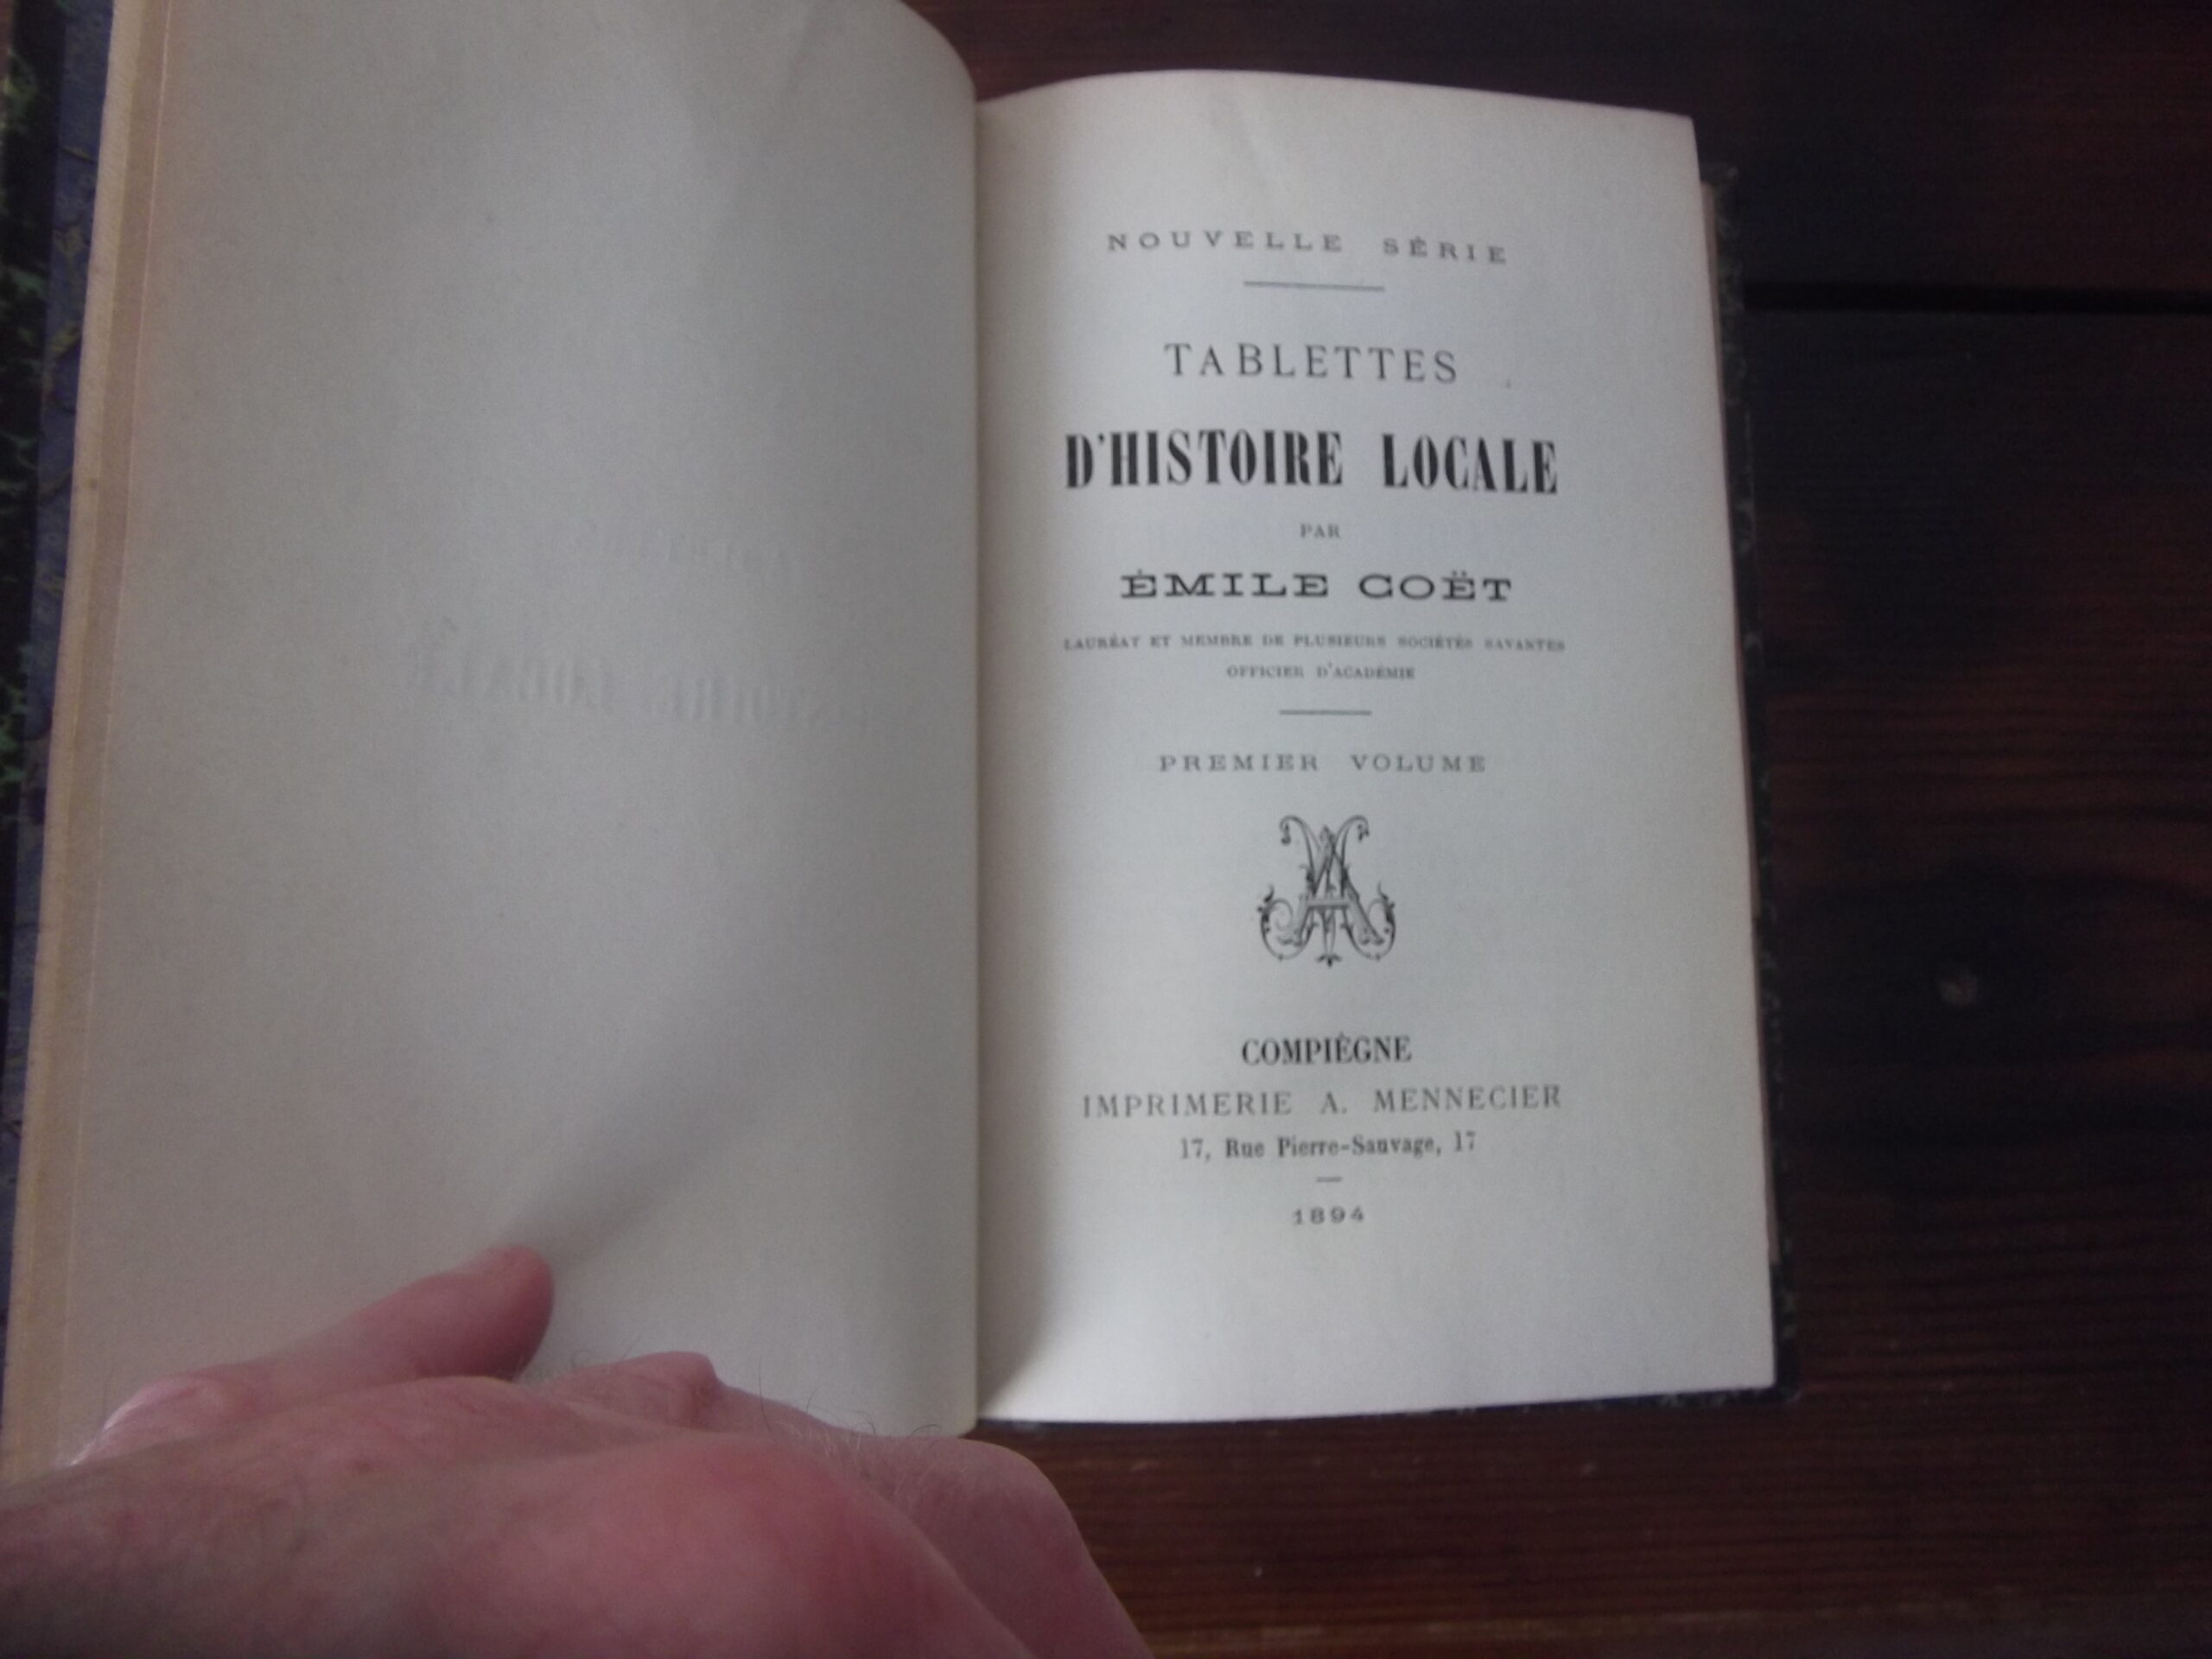 NOUVELLE SÉRIE
TABLETTES
D'HISTOIRE LOCALE
PAR
ÉMILE COËT
LAURÉAT ET MEMBRE DE PLUSIEURS SOCIÉTÉS SAVANTES
OFFICIER D'ACADÉMIE
PREMIER VOLUME
COMPIÈGNE
IMPRIMERIE A. MENNECIER
17, Rue Pierre-Sauvage, 17
1894